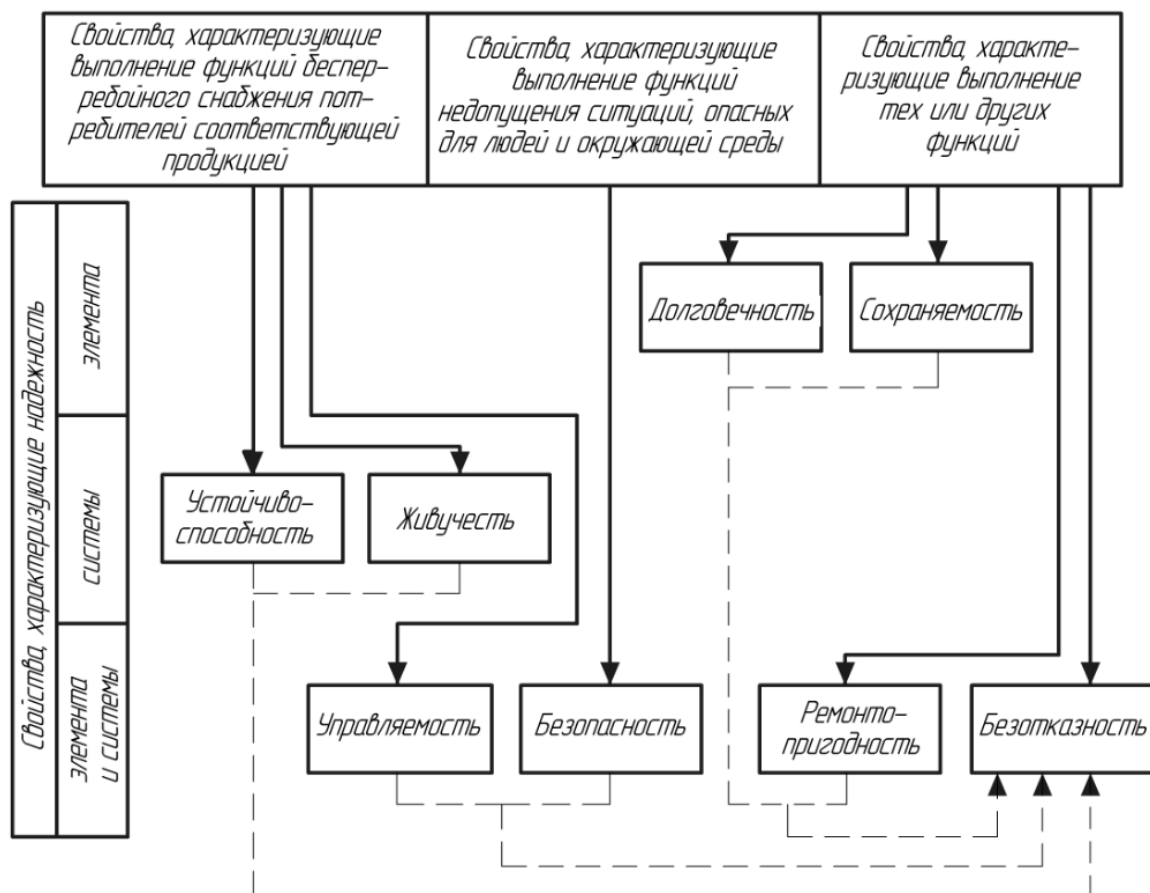 Свойства, характеризующие
выполнение функций беспер-
ребойного снабжения пот-
ребителей соответствующей
продукцией
Свойства, характеризующие
выполнение функций
недопущения ситуаций, опасных
для людей и окружающей среды
Свойства, характе-
ризующие выполнение
тех или других
функций
Свойства, характеризующие надежность
элемента
системы
элемента
и системы
Долговечность
Сохраняемость
Устойчиво-
способность
Живучесть
Управляемость
Безопасность
Ремонто-
пригодность
Безотказность